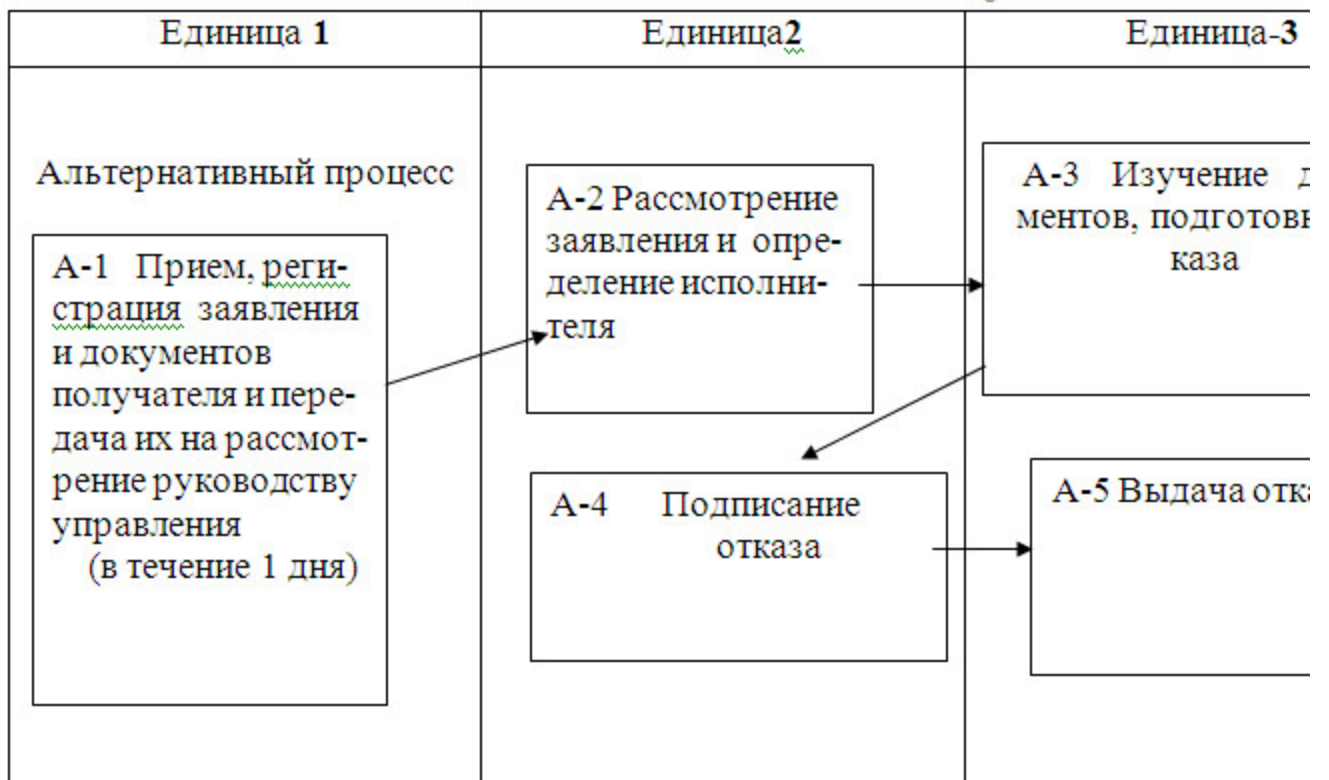 Единица 1
Единица2
Единица-3
Альтернативный процесс
А-1 Прием, реги-
страция заявления
и документов
получателя и пере-
дача их на рассмот-
рение руководству
управления
(в течение 1 дня)
А-2 Рассмотрение
заявления и опре-
деление исполни-
теля
А-3 Изучение
ментов,
каза
А-4 Подписание
отказа
А-5 Выдача